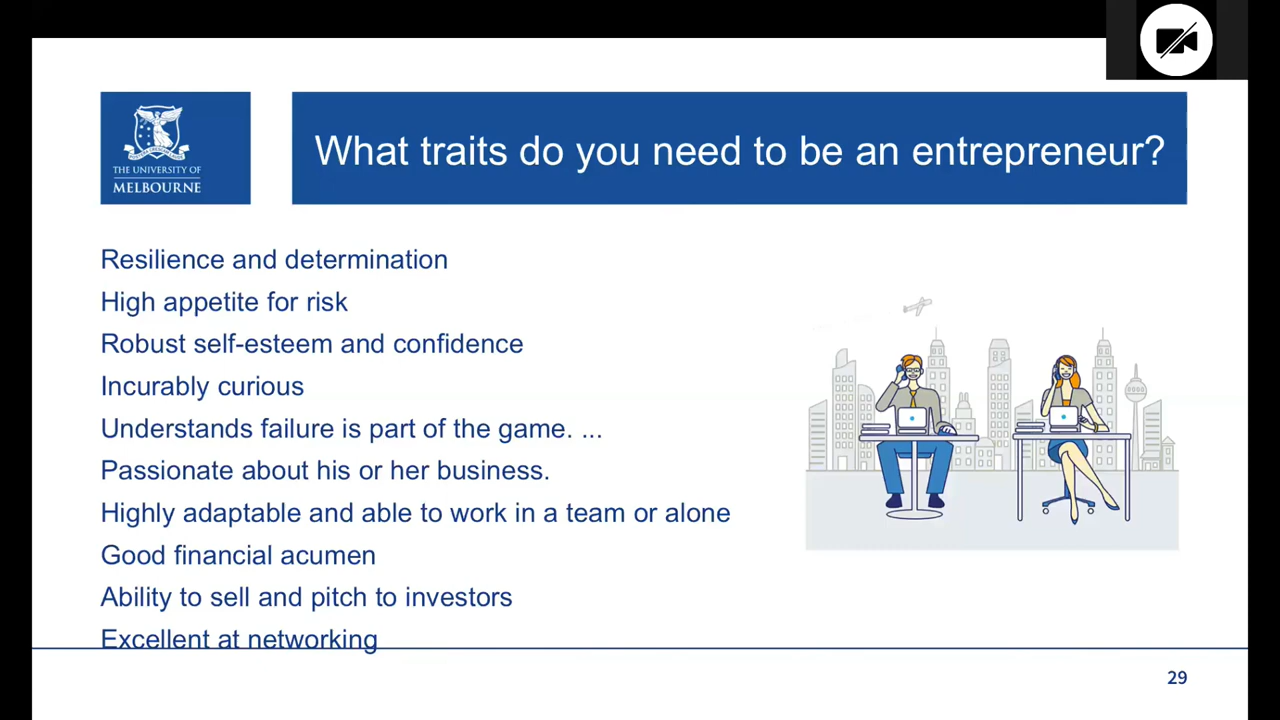 THE UNIVERSITY OF
MELBOURNE
What traits do you need to be an entrepreneur?
Resilience and determination
High appetite for risk
Robust self-esteem and confidence
Incurably curious
Understands failure is part of the game. ...
Passionate about his or her business.
Highly adaptable and able to work in a team or alone
Good financial acumen
Ability to sell and pitch to investors
Excellent at networking
29